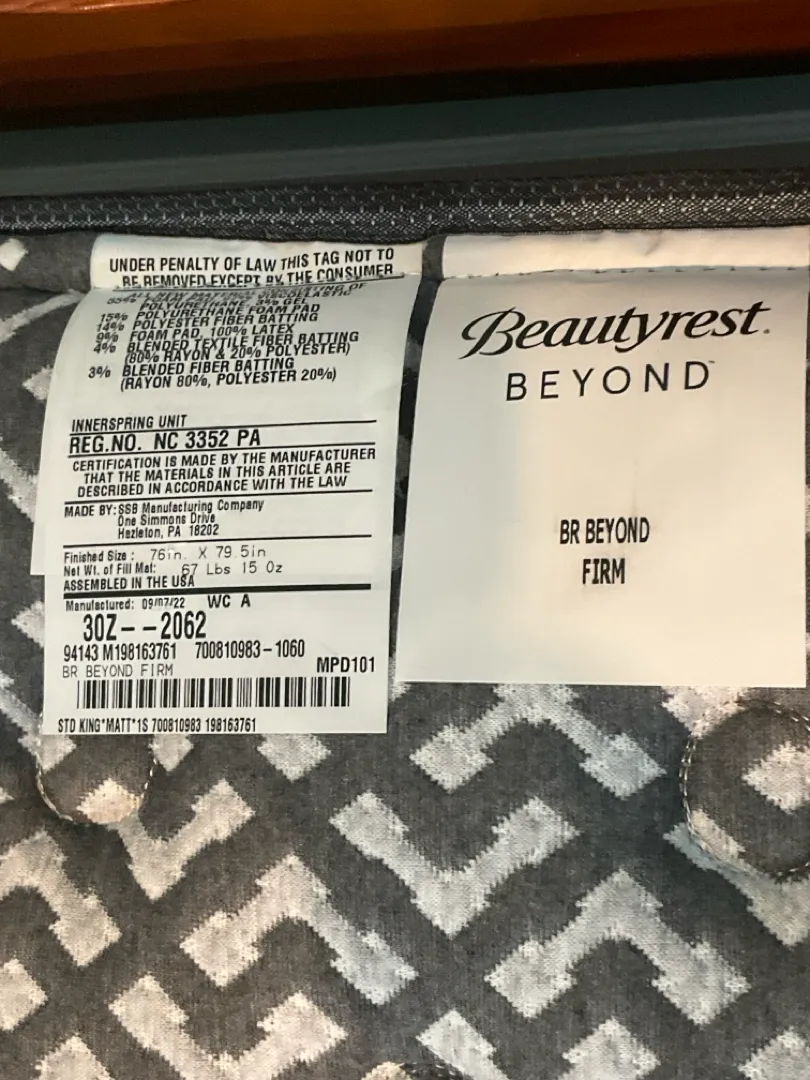 UNDER PENALTY OF LAW THIS TAG NOT TO
BE REMOVED EXCEPT BY THE CONSUMER
55%
POLYURETHANE, 3% GEL
15% POLYURETHANE FOAM PAD
14% POLYESTER FIBER BATTING
9% FOAM PAD, 100% LATEX
4% BLENDED TEXTILE FIBER BATTING
(80% RAYON & 20% POLYESTER)
3% BLENDED FIBER BATTING
(RAYON 80%, POLYESTER 20%)
INNERSPRING UNIT
REG.NO. NC 3352 PA
CERTIFICATION IS MADE BY THE MANUFACTURER
THAT THE MATERIALS IN THIS ARTICLE ARE
DESCRIBED IN ACCORDANCE WITH THE LAW
MADE BY: SSB Manufacturing Company
One Simmons Drive
Hazleton, PA 18202
Finished Size: 76in. X 79.5in
Net Wt. of Fill Mat: 67 Lbs 15 Oz
ASSEMBLED IN THE USA
Manufactured: 09/07/22 WC A
30Z--2062
94143 M198163761 700810983-1060
BR BEYOND FIRM MPD101
STD KING*MATT*1S 700810983 198163761
Beautyrest®
BEYOND™
BR BEYOND
FIRM